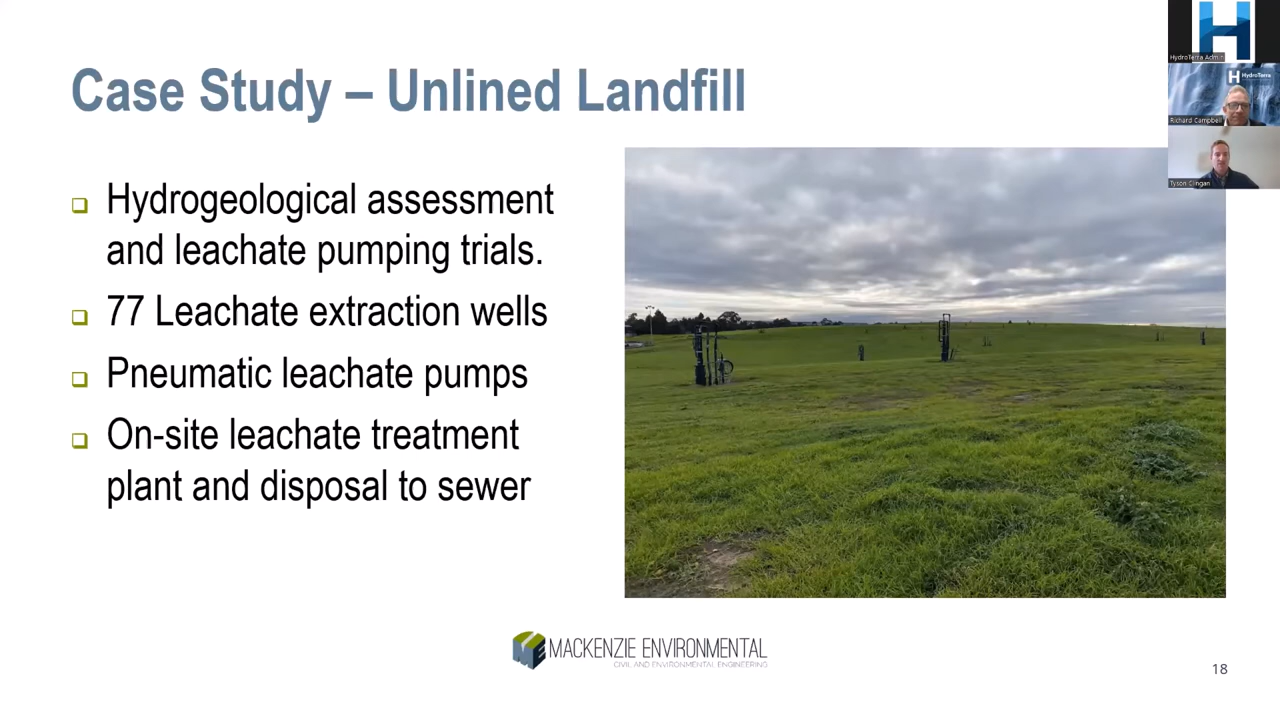 Case Study – Unlined Landfill
Hydrogeological assessment
and leachate pumping trials.
77 Leachate extraction wells
Pneumatic leachate pumps
On-site leachate treatment
plant and disposal to sewer
MACKENZIE ENVIRONMENTAL
CIVIL AND ENVIRONMENTAL ENGINEERING
18
H
HydroTerra Admin
H HydroTerra
Richard Campbell
Tyson Clingan